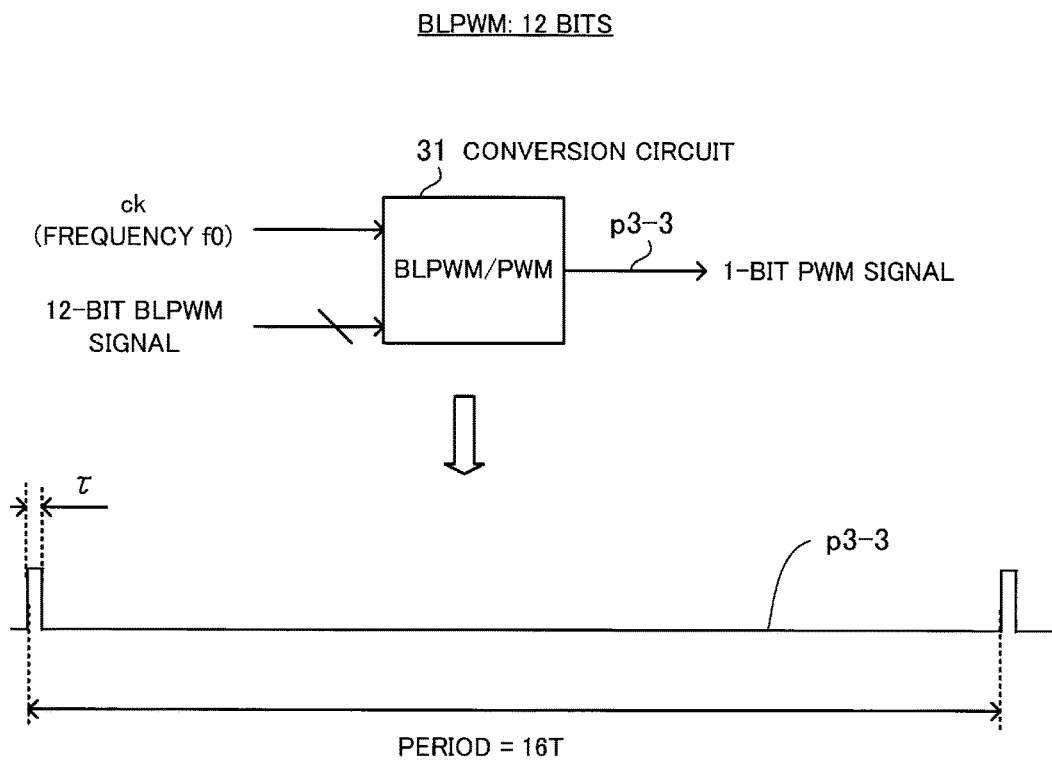 BLPWM: 12 BITS
31 CONVERSION CIRCUIT
ck
(FREQUENCY f0)
p3-3
BLPWM/PWM
1-BIT PWM SIGNAL
12-BIT BLPWM
SIGNAL
τ
p3-3
PERIOD = 16T